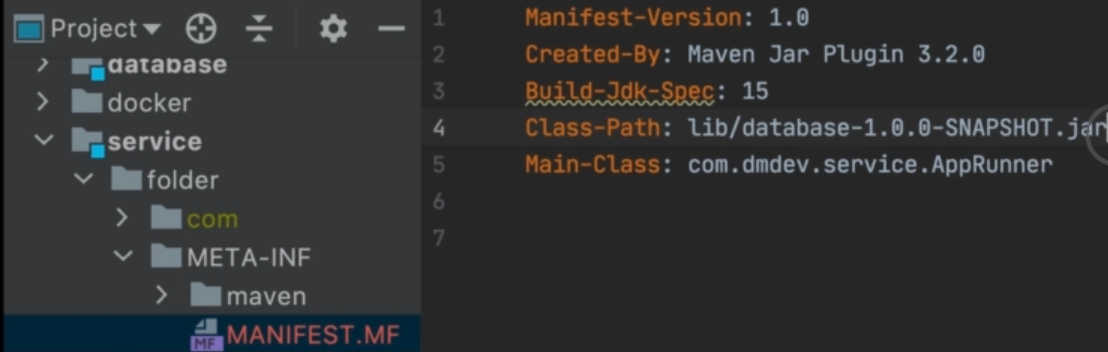 Project
database
docker
service
folder
com
META-INF
maven
MANIFEST.MF
MF
1 Manifest-Version: 1.0
2 Created-By: Maven Jar Plugin 3.2.0
3 Build-Jdk-Spec: 15
4 Class-Path: lib/database-1.0.0-SNAPSHOT.jar
5 Main-Class: com.dmdev.service.AppRunner
6
7